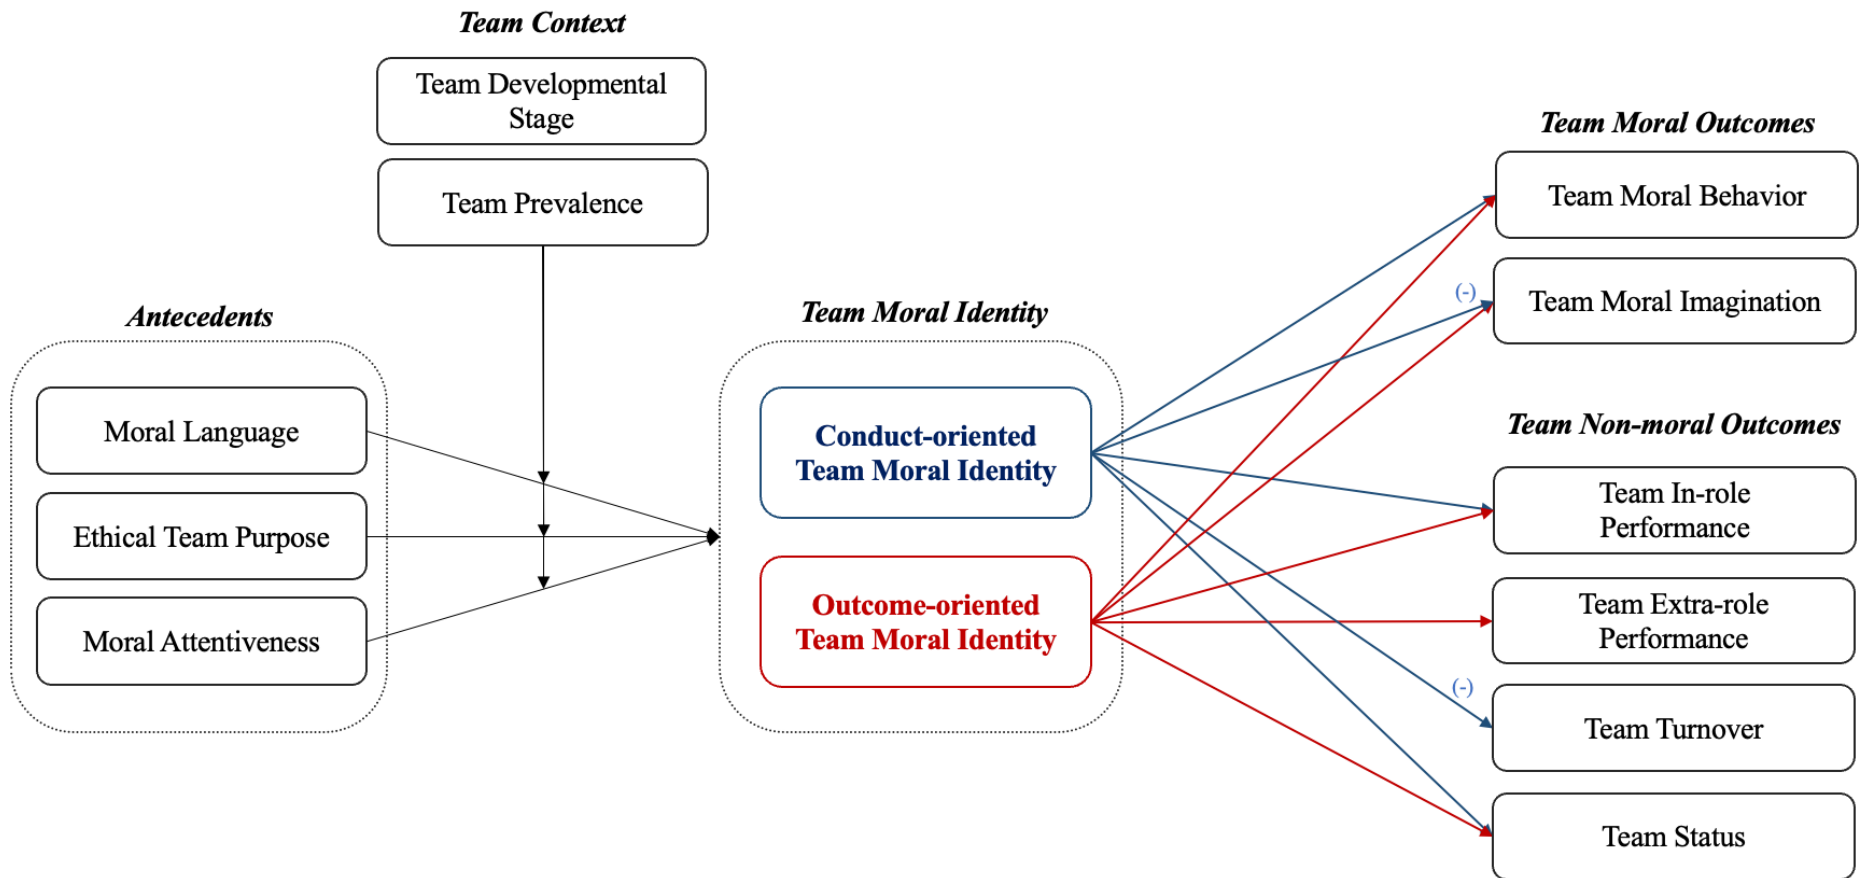 Team Context
Team Developmental
Stage
Team Prevalence
Antecedents
Moral Language
Ethical Team Purpose
Moral Attentiveness
Team Moral Identity
Conduct-oriented
Team Moral Identity
Outcome-oriented
Team Moral Identity
Team Moral Outcomes
Team Moral Behavior
(-)
Team Moral Imagination
Team Non-moral Outcomes
Team In-role
Performance
Team Extra-role
Performance
(-)
Team Turnover
Team Status